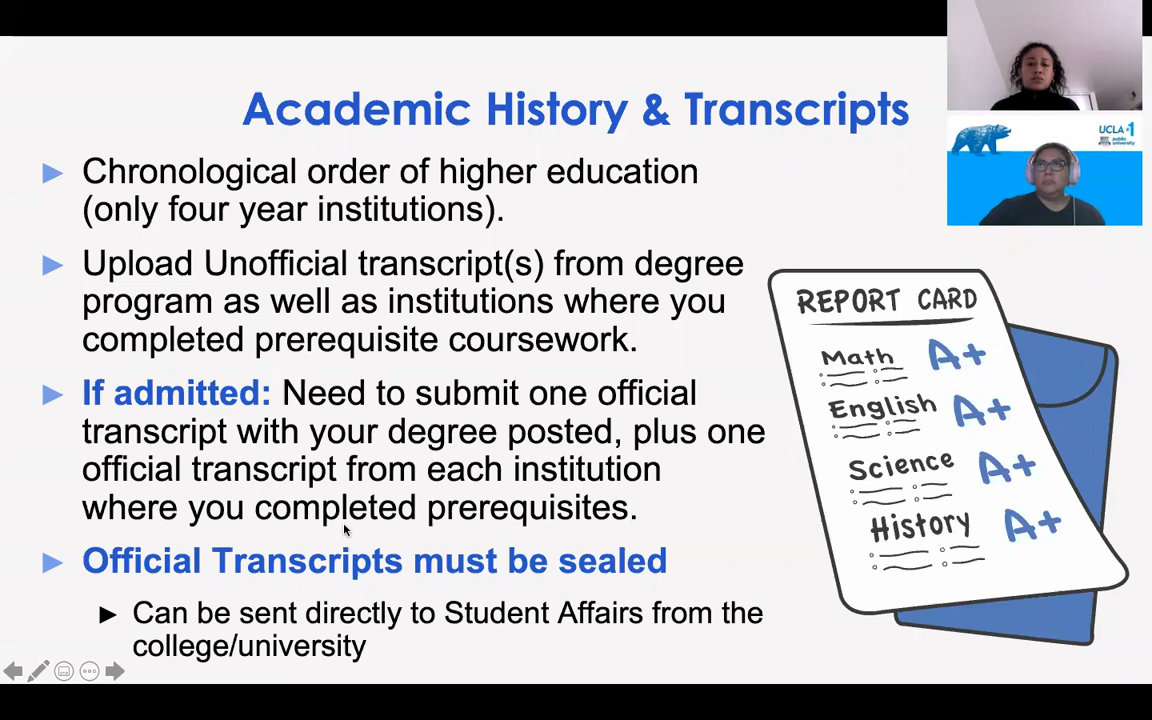 Academic History & Transcripts
Chronological order of higher education
(only four year institutions).
Upload Unofficial transcript(s) from degree
program as well as institutions where you
completed prerequisite coursework.
If admitted: Need to submit one official
transcript with your degree posted, plus one
official transcript from each institution
where you completed prerequisites.
Official Transcripts must be sealed
Can be sent directly to Student Affairs from the
college/university
UCLA #1
public
university
REPORT CARD
Math A+
English A+
Science A+
History A+